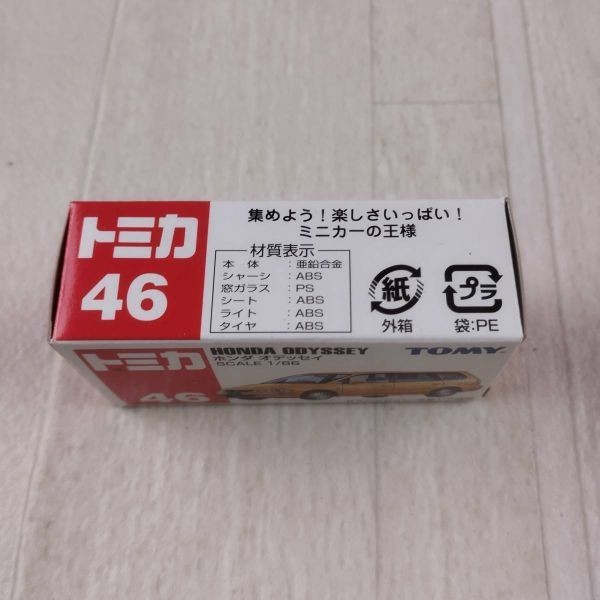 トミカ
46
集めよう！楽しさいっぱい！
ミニカーの王様
材質表示
本体：亜鉛合金
シャーシ：ABS
窓ガラス：PS
シート：ABS
ライト：ABS
タイヤ：ABS
紙
外箱
プラ
袋：PE
トミカ
46
HONDA ODYSSEY
ホンダ オデッセイ
SCALE 1/66
TOMY